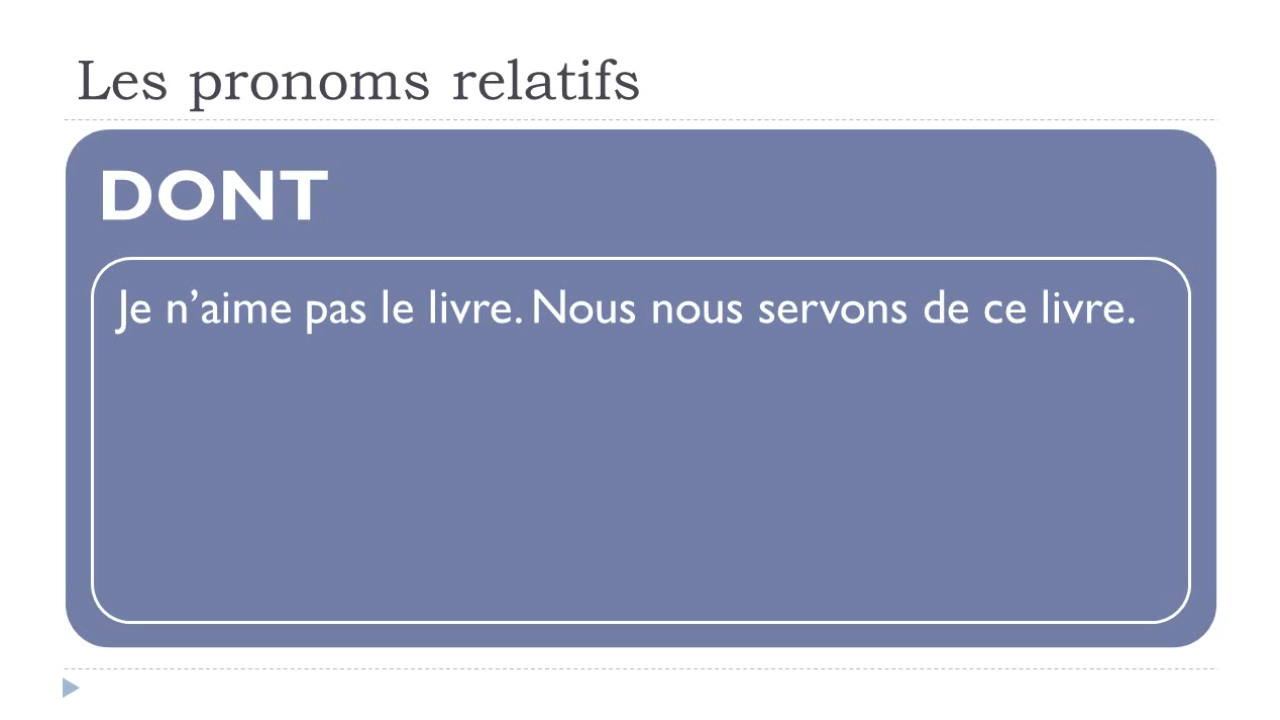 Les pronoms relatifs
DONT
Je n’aime pas le livre. Nous nous servons de ce livre.